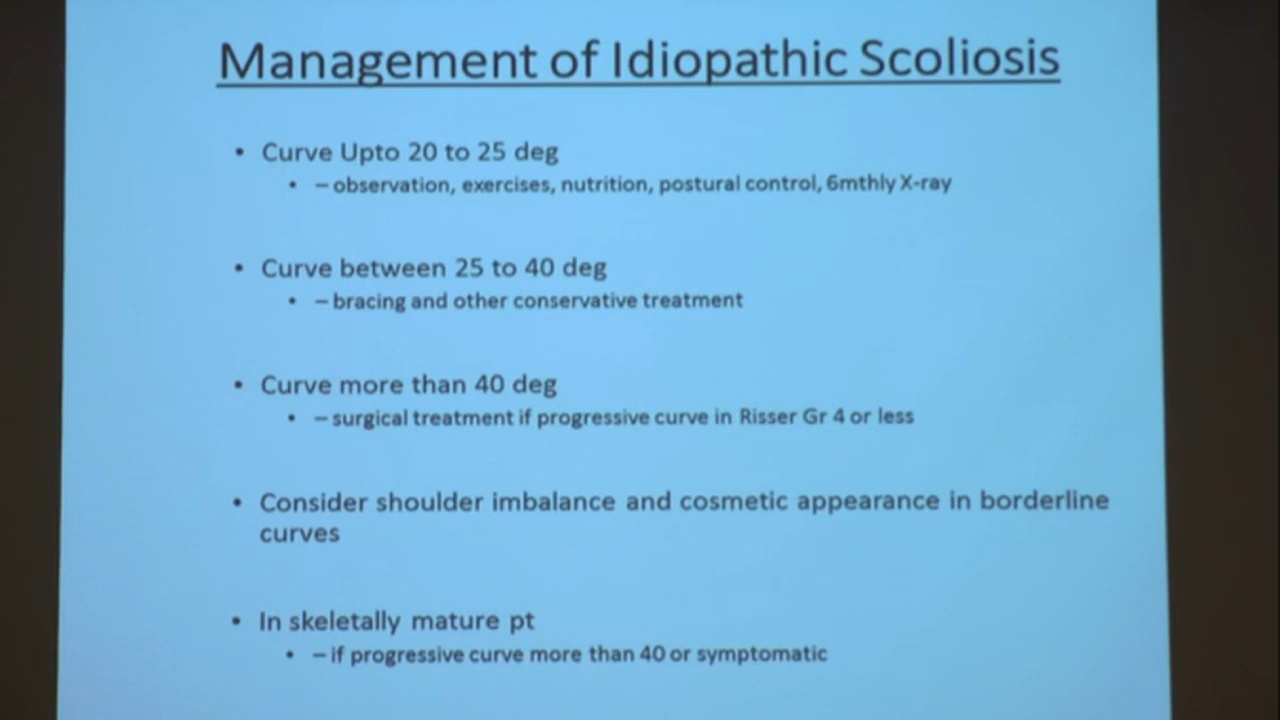 Management of Idiopathic Scoliosis
• Curve Upto 20 to 25 deg
• – observation, exercises, nutrition, postural control, 6mthly X-ray
• Curve between 25 to 40 deg
• – bracing and other conservative treatment
• Curve more than 40 deg
• – surgical treatment if progressive curve in Risser Gr 4 or less
• Consider shoulder imbalance and cosmetic appearance in borderline
curves
• In skeletally mature pt
• – if progressive curve more than 40 or symptomatic